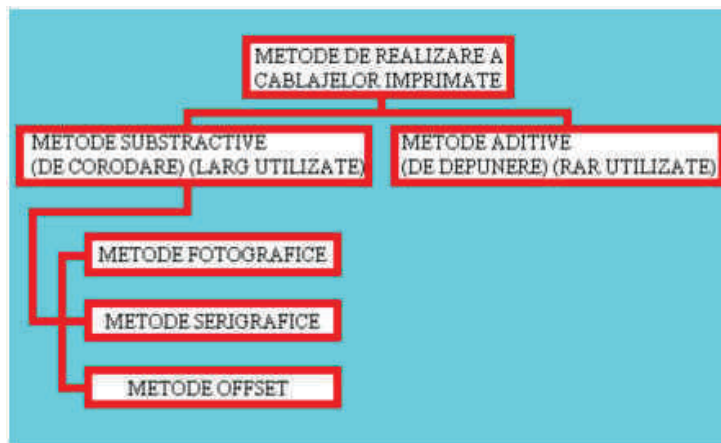 METODE DE REALIZARE A
CABLAJELOR IMPRIMATE
METODE SUBSTRACTIVE
(DE CORODARE) (LARG UTILIZATE)
METODE ADITIVE
(DE DEPUNERE) (RAR UTILIZATE)
METODE FOTOGRAFICE
METODE SERIGRAFICE
METODE OFFSET